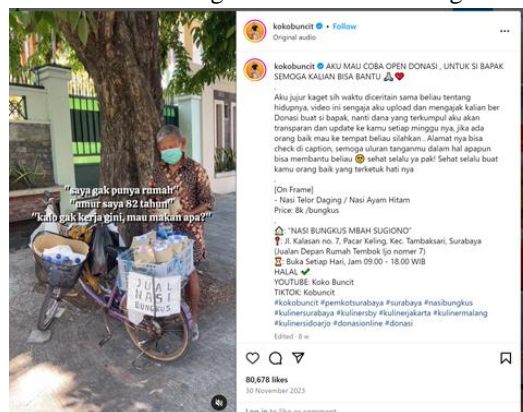 kokobuncit • Follow
Original audio
"saya gak punya rumah"
"umur saya 82 tahun"
"kalo gak kerja gini, mau makan apa?"
JUAL
NASI
BUNGKUS
kokobuncit AKU MAU COBA OPEN DONASI , UNTUK SI BAPAK
SEMOGA KALIAN BISA BANTU 🙏❤️
.
Aku jujur kaget sih waktu diceritain sama beliau tentang
hidupnya, video ini sengaja aku upload dan mengajak kalian ber
Donasi buat si bapak, nanti dana yang terkumpul aku akan
transparan dan update ke kamu setiap minggu nya, jika ada
orang baik mau ke tempat beliau silahkan . Alamat nya bisa
check di caption, semoga uluran tanganmu dalam hal apapun
bisa membantu beliau 🥹 sehat selalu ya pak! Sehat selalu buat
kamu orang baik yang terketuk hati nya
.
[On Frame]
- Nasi Telor Daging / Nasi Ayam Hitam
Price: 8k /bungkus
.
🏠: "NASI BUNGKUS MBAH SUGIONO"
📍: Jl. Kalasan no. 7, Pacar Keling, Kec. Tambaksari, Surabaya
(Jualan Depan Rumah Tembok Ijo nomer 7)
⏳: Buka Setiap Hari, Jam 09.00 - 18.00 WIB
HALAL ✔
YOUTUBE: Koko Buncit
TIKTOK: Kobuncit
#kokobuncit #pemkotsurabaya #surabaya #nasibungkus
#kulinersurabaya #kulinersby #kulinerjakarta #kulinermalang
#kulinersidoarjo #donasionline #donasi
Edited · 8 w
80,678 likes
30 November 2023
Log in to like or comment